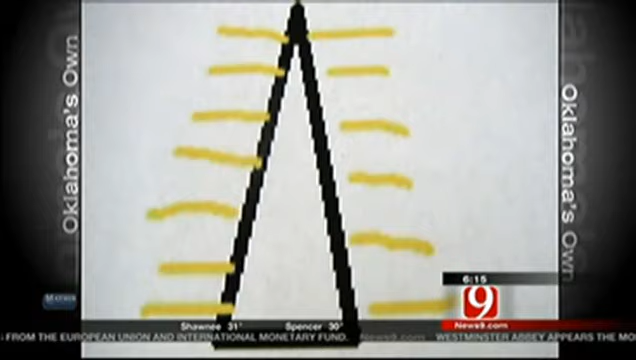 Oklahoma's Own
Oklahoma's Own
6:15
9
News9.com
Shawnee 31° Spencer 30°
FROM THE EUROPEAN UNION AND INTERNATIONAL MONETARY FUND. WESTMINSTER ABBEY APPEARS THE MO